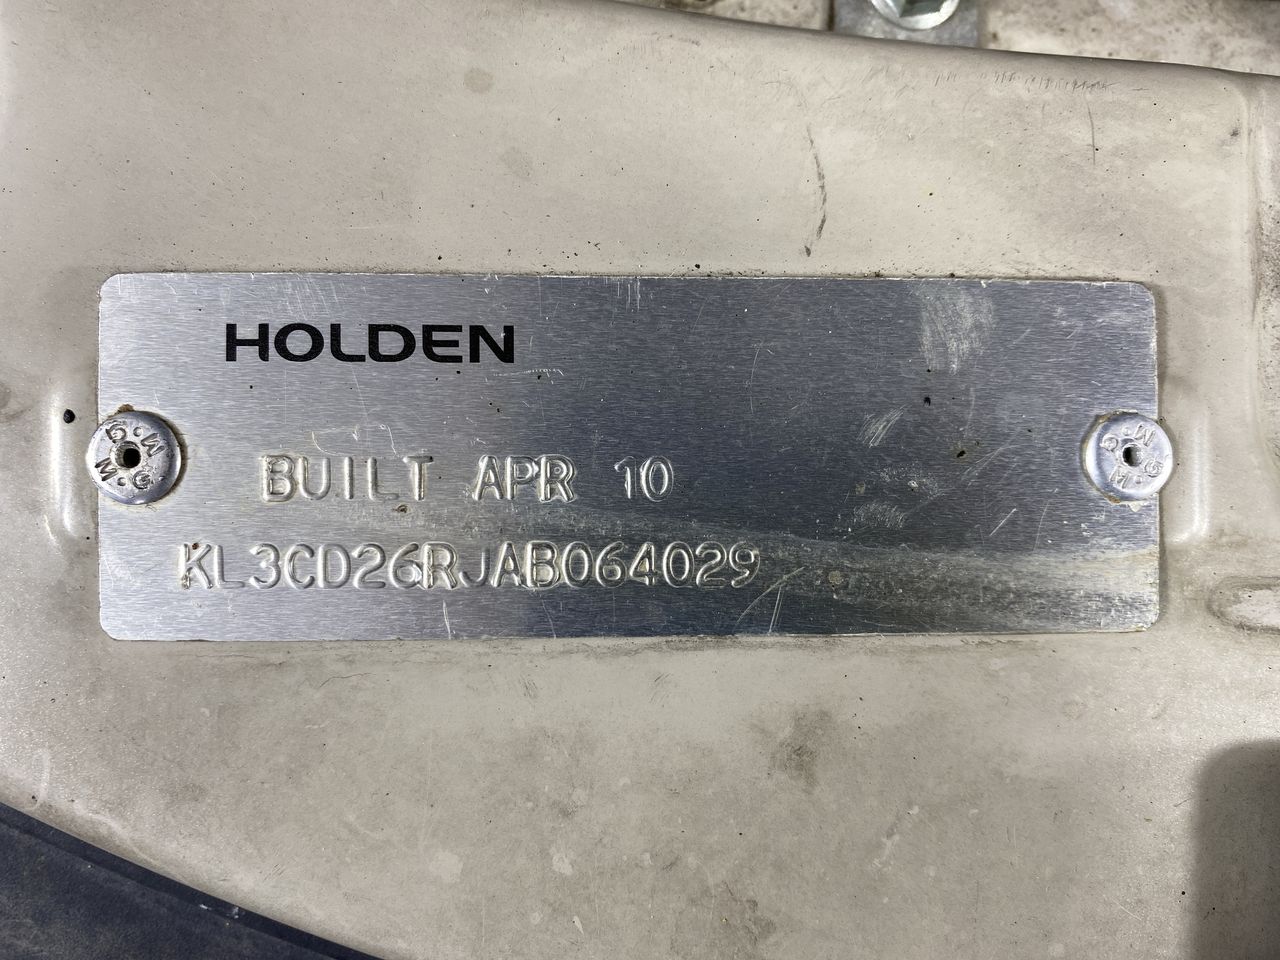 HOLDEN
BUILT APR 10
KL3CD26RJAB064029
G.M.
G.M.
G.M.
G.M.